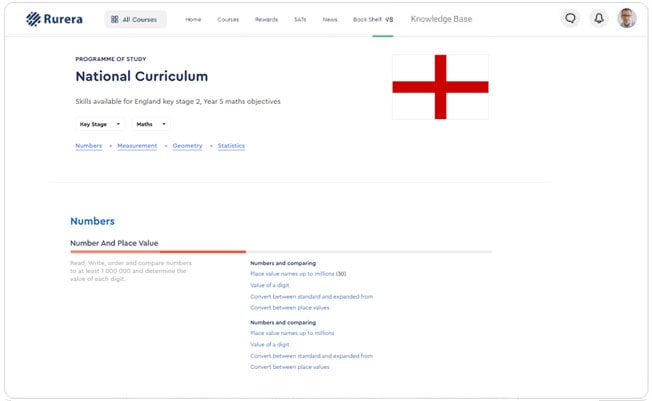 Rurera
All Courses
Home Courses Rewards SATs News Book Shelf Knowledge Base
PROGRAMME OF STUDY
National Curriculum
Skills available for England key stage 2, Year 5 maths objectives
Key Stage Maths
Numbers Measurement Geometry Statistics
Numbers
Number And Place Value
Read, Write, order and compare numbers
to at least 1 000 000 and determine the
value of each digit.
Numbers and comparing
Place value names up to millions (30)
Value of a digit
Convert between standard and expanded from
Convert between place values
Numbers and comparing
Place value names up to millions
Value of a digit
Convert between standard and expanded from
Convert between place values